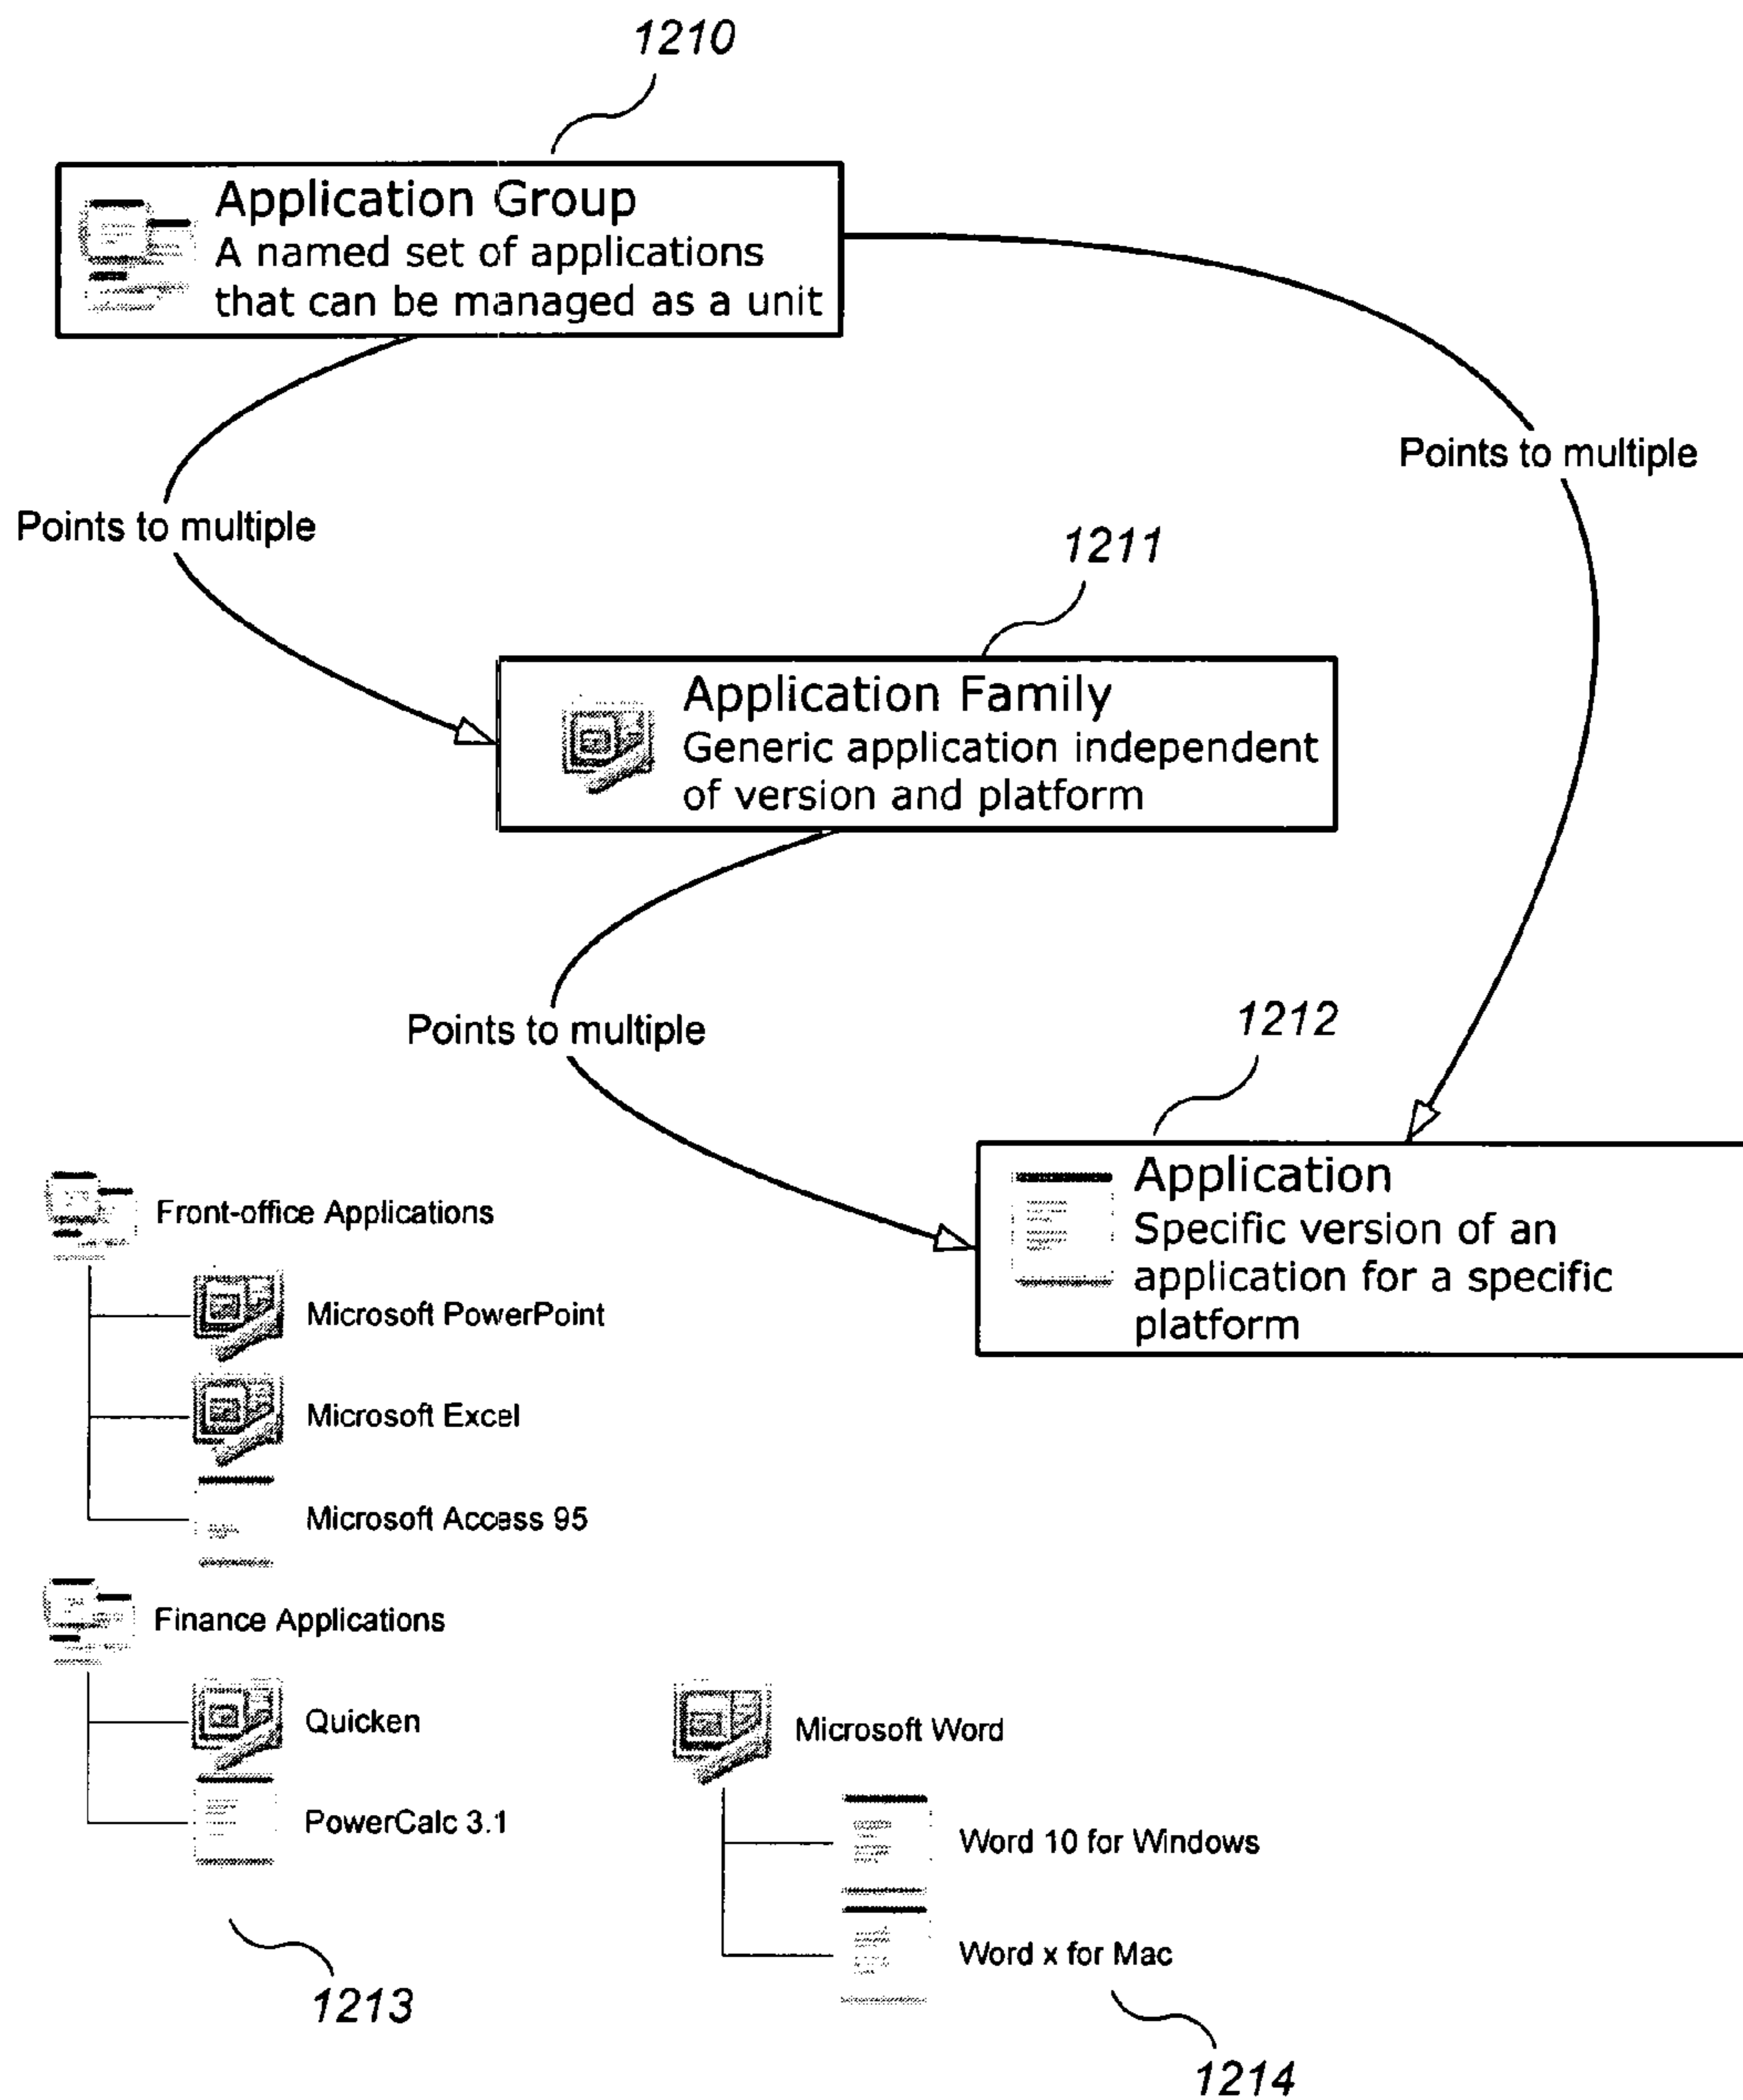 1210
Application Group
A named set of applications
that can be managed as a unit
Points to multiple
Points to multiple
1211
Application Family
Generic application independent
of version and platform
Points to multiple
1212
Application
Specific version of an
application for a specific
platform
Front-office Applications
Microsoft PowerPoint
Microsoft Excel
Microsoft Access 95
Finance Applications
Quicken
PowerCalc 3.1
1213
Microsoft Word
Word 10 for Windows
Word x for Mac
1214